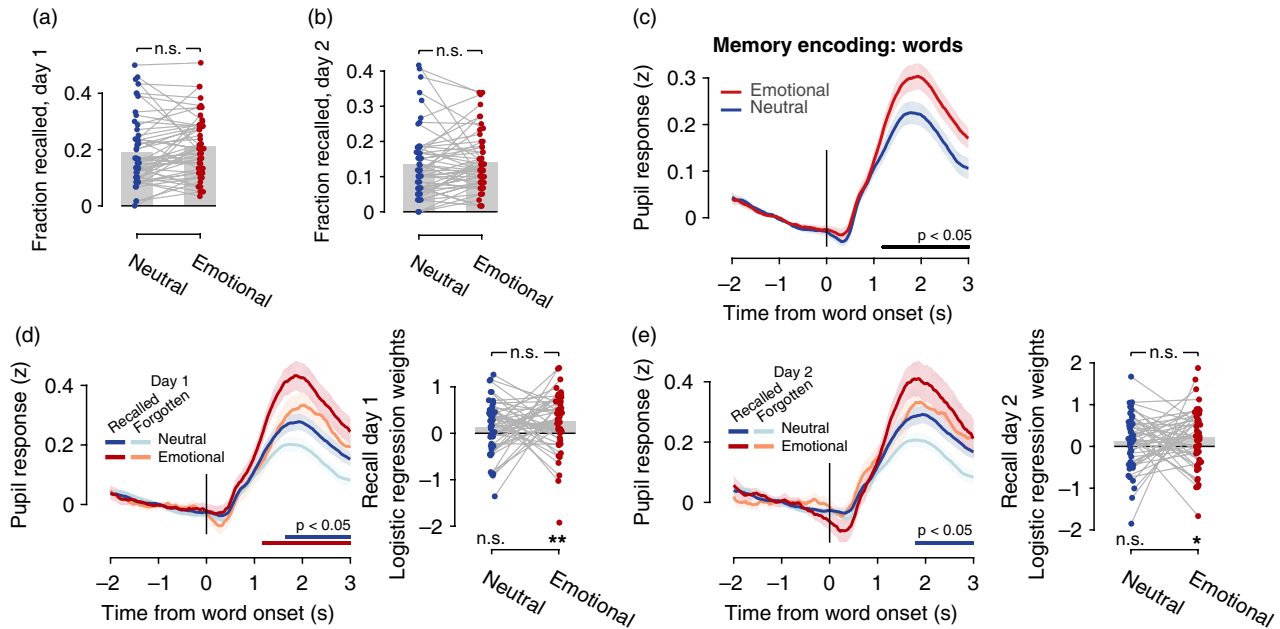 (a)
n.s.
Fraction recalled, day 1
0.4
0.2
0
Neutral
Emotional
(b)
n.s.
Fraction recalled, day 2
0.4
0.3
0.2
0.1
0
Neutral
Emotional
(c)
Memory encoding: words
Pupil response (z)
0.3
0.2
0.1
0
Emotional
Neutral
p < 0.05
−2 −1 0 1 2 3
Time from word onset (s)
(d)
Pupil response (z)
0.4
0.2
0
Day 1
Recalled
Forgotten
Neutral
Emotional
p < 0.05
−2 −1 0 1 2 3
Time from word onset (s)
Recall day 1
Logistic regression weights
n.s.
1
0
−1
−2
n.s. **
Neutral
Emotional
(e)
Pupil response (z)
0.4
0.2
0
Day 2
Recalled
Forgotten
Neutral
Emotional
p < 0.05
−2 −1 0 1 2 3
Time from word onset (s)
Recall day 2
Logistic regression weights
n.s.
2
1
0
−1
−2
n.s. *
Neutral
Emotional